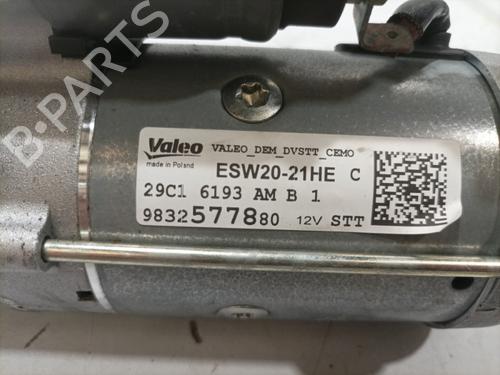 B-PARTS
Valeo
made in Poland
VALEO_DEM_DVSTT_CEMO
ESW20-21HE C
29C1 6193 AM B 1
9832577880 12V STT